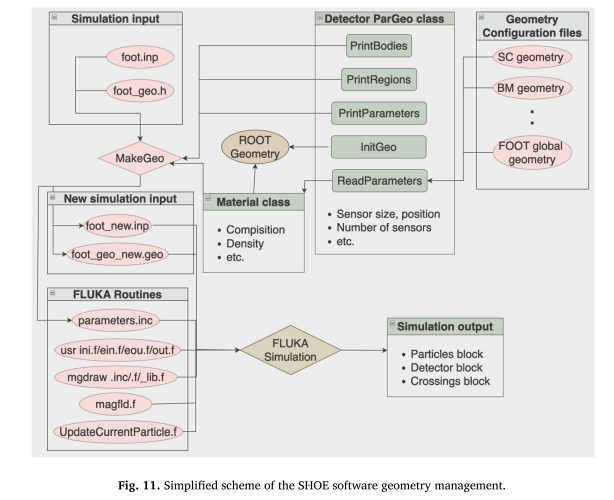 Simulation input
foot.inp
foot_geo.h
MakeGeo
New simulation input
foot_new.inp
foot_geo_new.geo
FLUKA Routines
parameters.inc
usr ini.f/ein.f/eou.f/out.f
mgdraw .inc/.f/_lib.f
magfld.f
UpdateCurrentParticle.f
Detector ParGeo class
PrintBodies
PrintRegions
PrintParameters
InitGeo
ReadParameters
• Sensor size, position
• Number of sensors
• etc.
ROOT
Geometry
Material class
• Compisition
• Density
• etc.
Geometry
Configuration files
SC geometry
BM geometry
FOOT global
geometry
FLUKA
Simulation
Simulation output
• Particles block
• Detector block
• Crossings block
Fig. 11. Simplified scheme of the SHOE software geometry management.